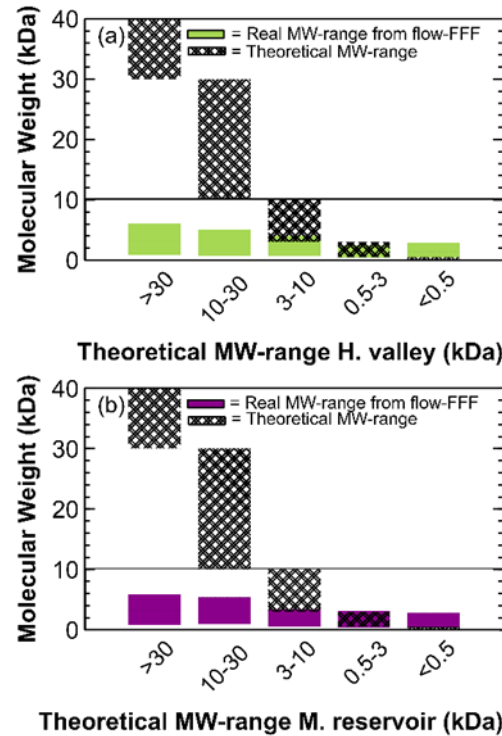 (a)
= Real MW-range from flow-FFF
= Theoretical MW-range
Molecular Weight (kDa)
40
30
20
10
0
>30
10-30
3-10
0.5-3
<0.5
Theoretical MW-range H. valley (kDa)
(b)
= Real MW-range from flow-FFF
= Theoretical MW-range
Molecular Weight (kDa)
40
30
20
10
0
>30
10-30
3-10
0.5-3
<0.5
Theoretical MW-range M. reservoir (kDa)